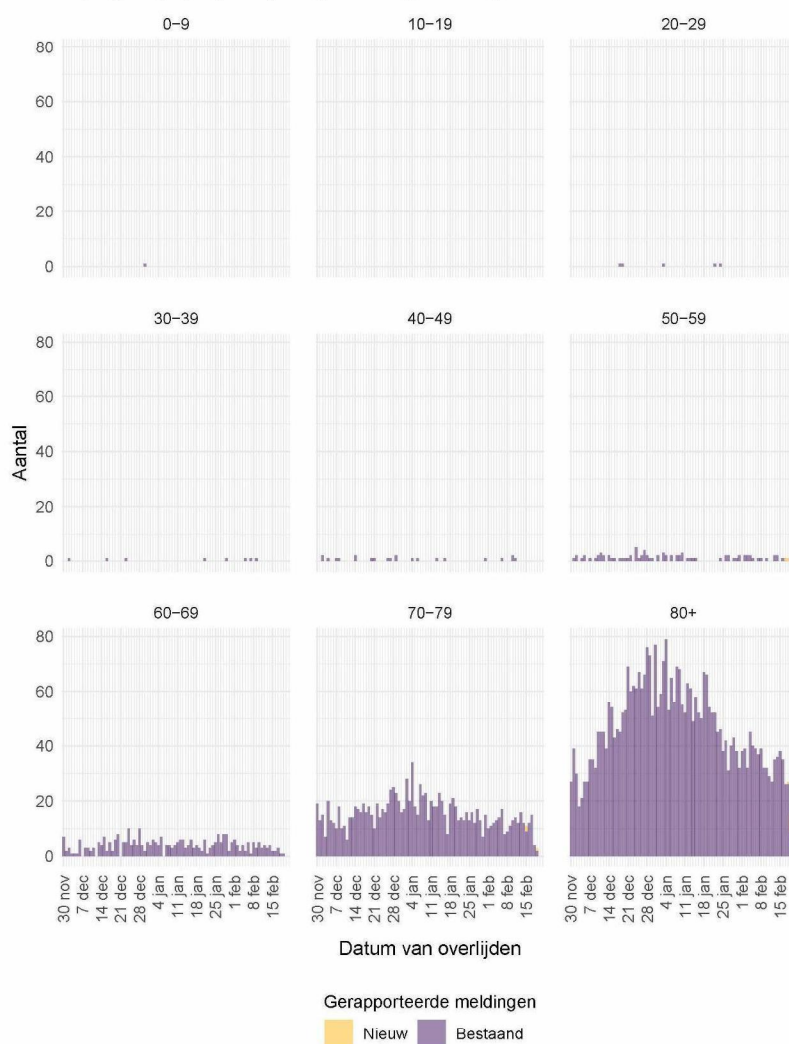 0−9 10−19 20−29
80
60
40
20
0
30−39 40−49 50−59
80
60
40
20
0
Aantal
60−69 70−79 80+
80
60
40
20
0
30 nov 7 dec 14 dec 21 dec 28 dec 4 jan 11 jan 18 jan 25 jan 1 feb 8 feb 15 feb 30 nov 7 dec 14 dec 21 dec 28 dec 4 jan 11 jan 18 jan 25 jan 1 feb 8 feb 15 feb 30 nov 7 dec 14 dec 21 dec 28 dec 4 jan 11 jan 18 jan 25 jan 1 feb 8 feb 15 feb
Datum van overlijden
Gerapporteerde meldingen
Nieuw Bestaand